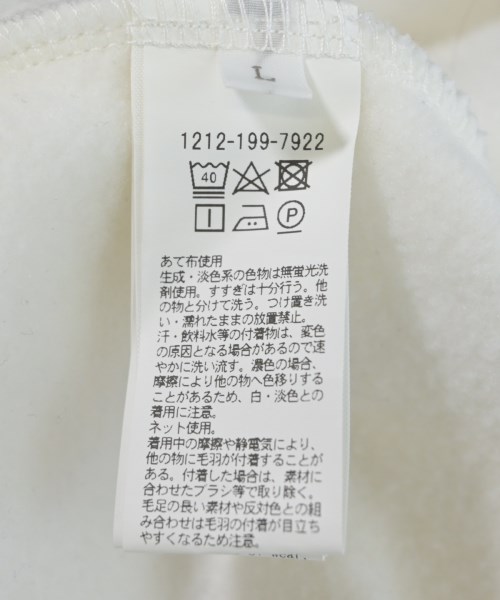 L
1212-199-7922
40
P
あて布使用
生成・淡色系の色物は無蛍光洗
剤使用。すすぎは十分行う。他
の物と分けて洗う。つけ置き洗
い・濡れたままの放置禁止。
汗・飲料水等の付着物は、変色
の原因となる場合があるので速
やかに洗い流す。濃色の場合、
摩擦により他の物へ色移りする
ことがあるため、白・淡色との
着用に注意。
ネット使用。
着用中の摩擦や静電気により、
他の物に毛羽が付着することが
ある。付着した場合は、素材に
合わせたブラシ等で取り除く。
毛足の長い素材や反対色との組
み合わせは毛羽の付着が目立ち
やすくなるため注意。